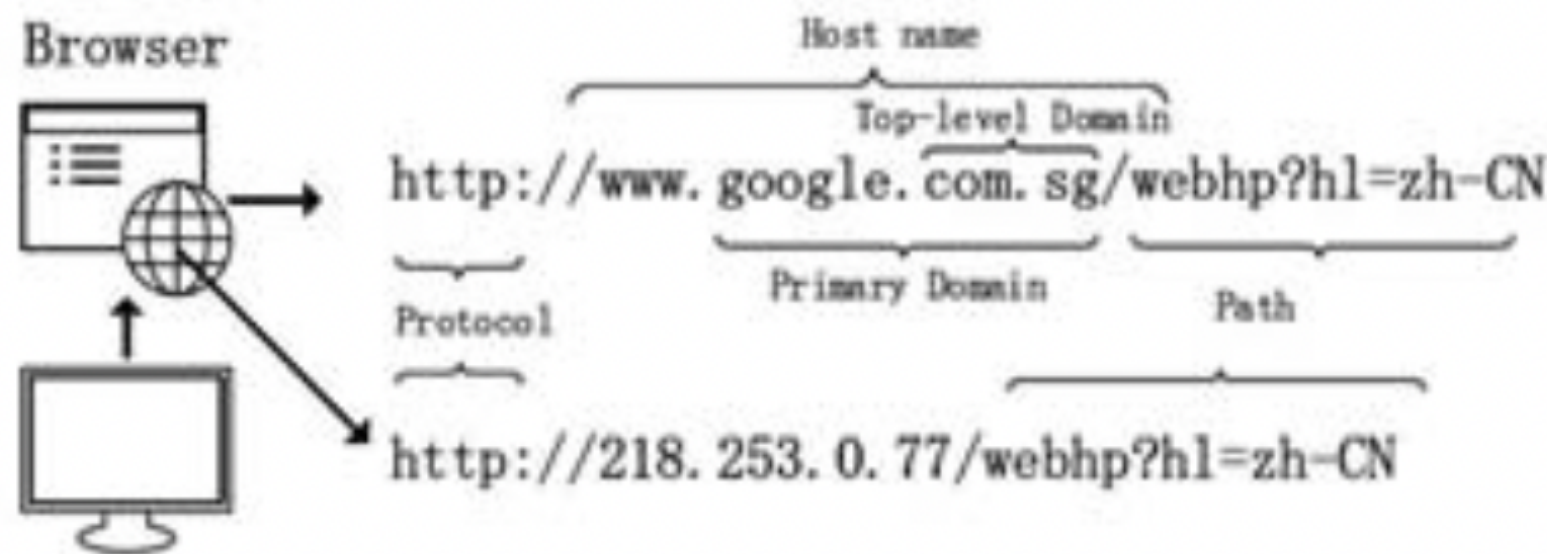 Browser
Host name
Top-level Domain
http://www.google.com.sg/webhp?hl=zh-CN
Primary Domain
Path
Protocol
http://218.253.0.77/webhp?hl=zh-CN